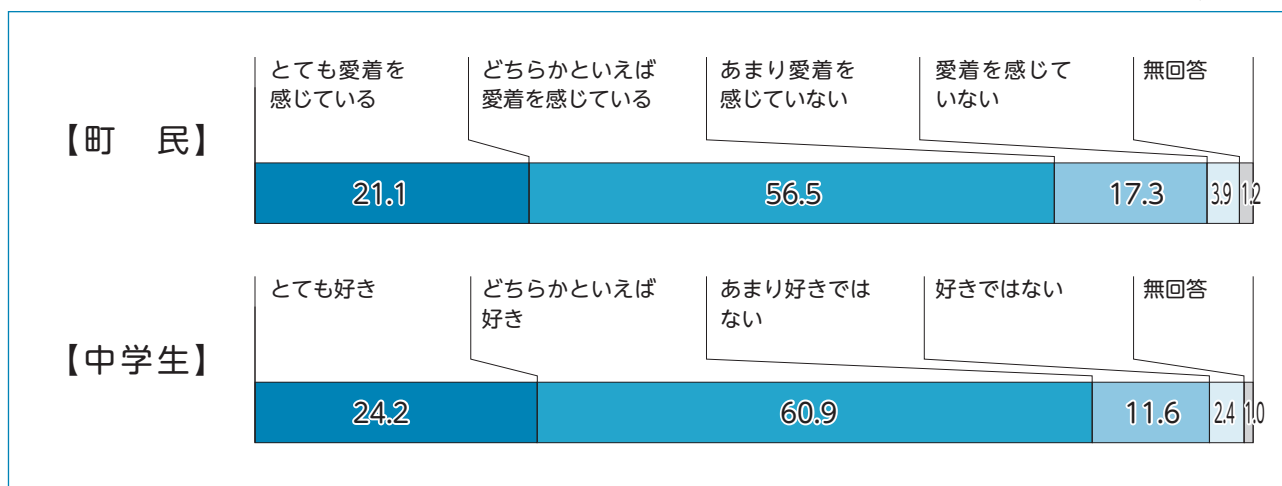 とても愛着を
感じている
どちらかといえば
愛着を感じている
あまり愛着を
感じていない
愛着を感じて
いない
無回答
【町　民】
21.1
56.5
17.3
3.9
1.2
とても好き
どちらかといえば
好き
あまり好きでは
ない
好きではない
無回答
【中学生】
24.2
60.9
11.6
2.4
1.0